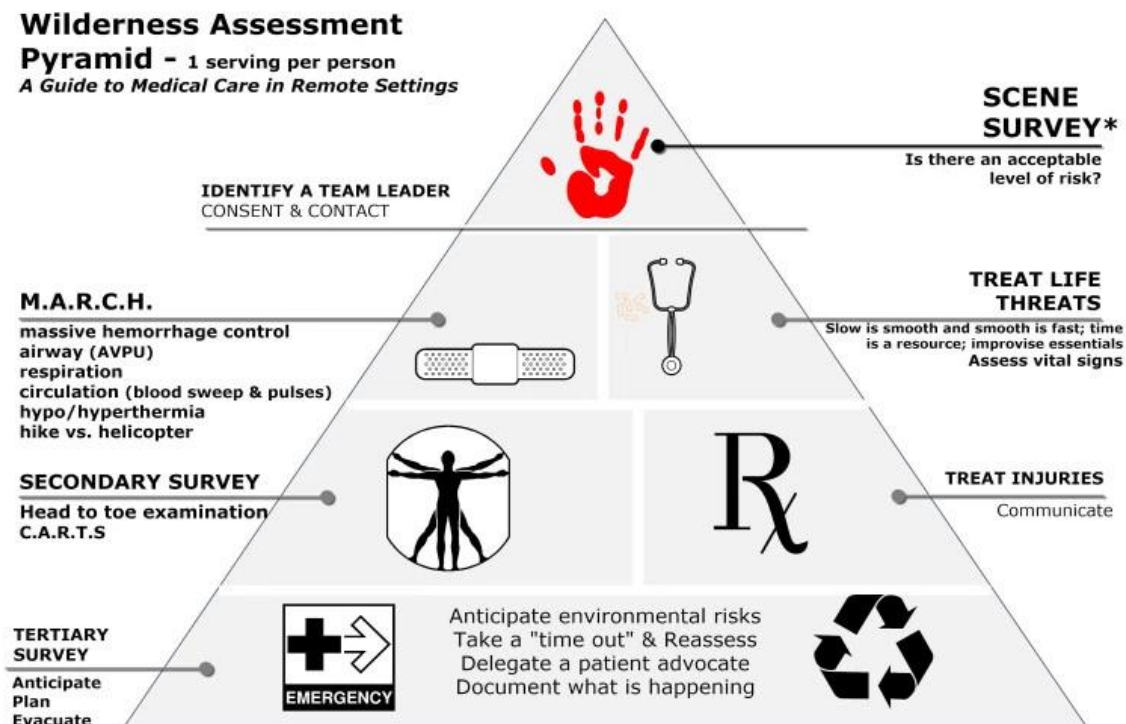 Wilderness Assessment
Pyramid - 1 serving per person
A Guide to Medical Care in Remote Settings
SCENE
SURVEY*
Is there an acceptable
level of risk?
IDENTIFY A TEAM LEADER
CONSENT & CONTACT
M.A.R.C.H.
massive hemorrhage control
airway (AVPU)
respiration
circulation (blood sweep & pulses)
hypo/hyperthermia
hike vs. helicopter
TREAT LIFE
THREATS
Slow is smooth and smooth is fast; time
is a resource; improvise essentials
Assess vital signs
SECONDARY SURVEY
Head to toe examination
C.A.R.T.S
Rx
TREAT INJURIES
Communicate
TERTIARY
SURVEY
Anticipate
Plan
Evacuate
EMERGENCY
Anticipate environmental risks
Take a "time out" & Reassess
Delegate a patient advocate
Document what is happening